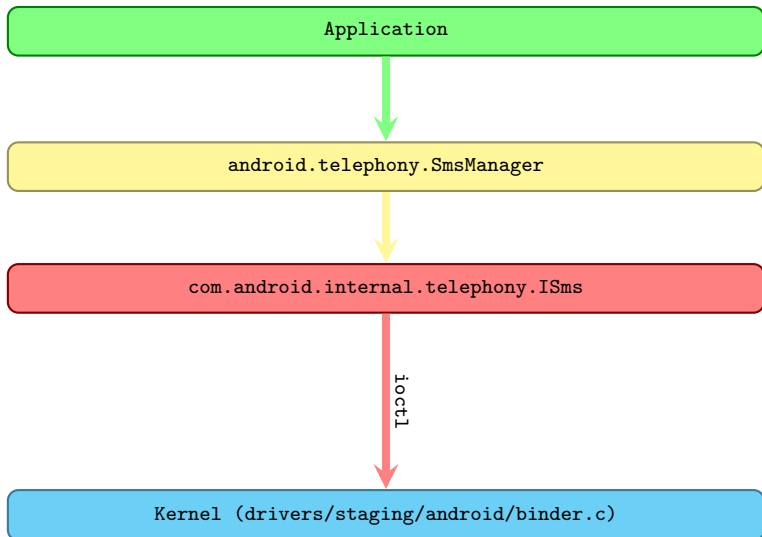 Application
android.telephony.SmsManager
com.android.internal.telephony.ISms
ioctl
Kernel (drivers/staging/android/binder.c)